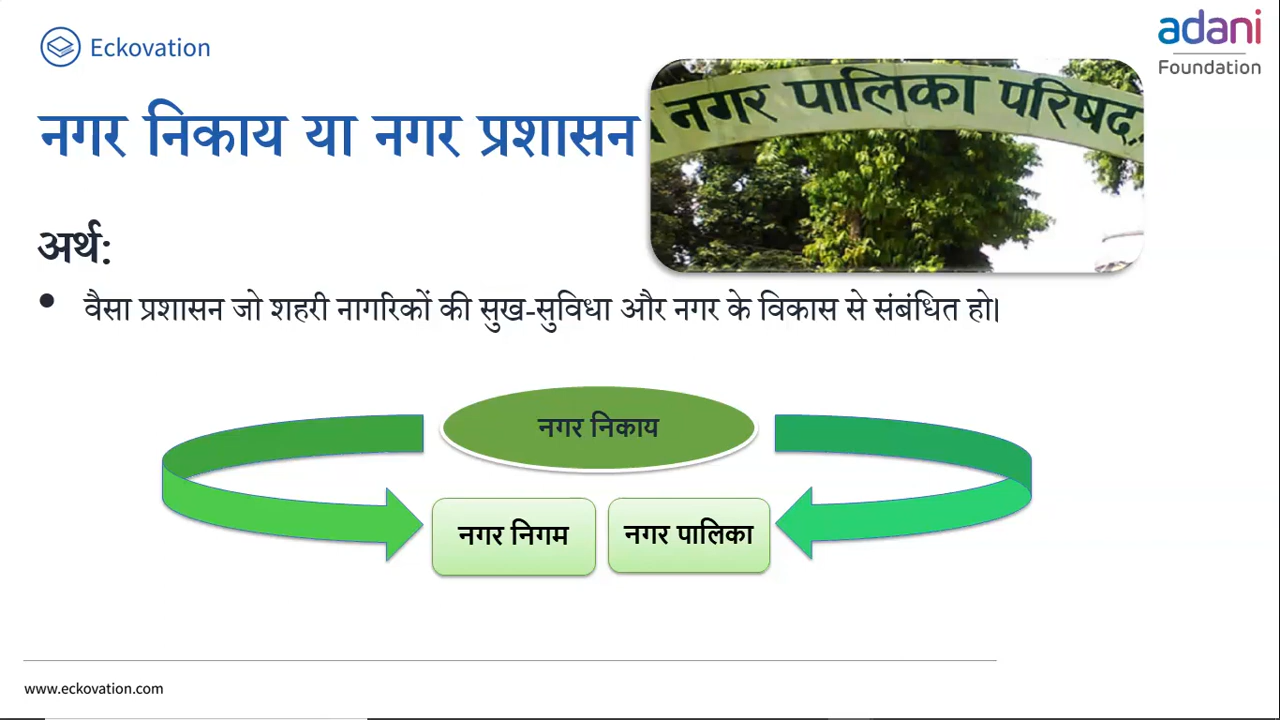 Eckovation
adani
Foundation
नगर पालिका परिषद
नगर निकाय या नगर प्रशासन
अर्थ:
• वैसा प्रशासन जो शहरी नागरिकों की सुख-सुविधा और नगर के विकास से संबंधित हो।
नगर निकाय
नगर निगम
नगर पालिका
www.eckovation.com